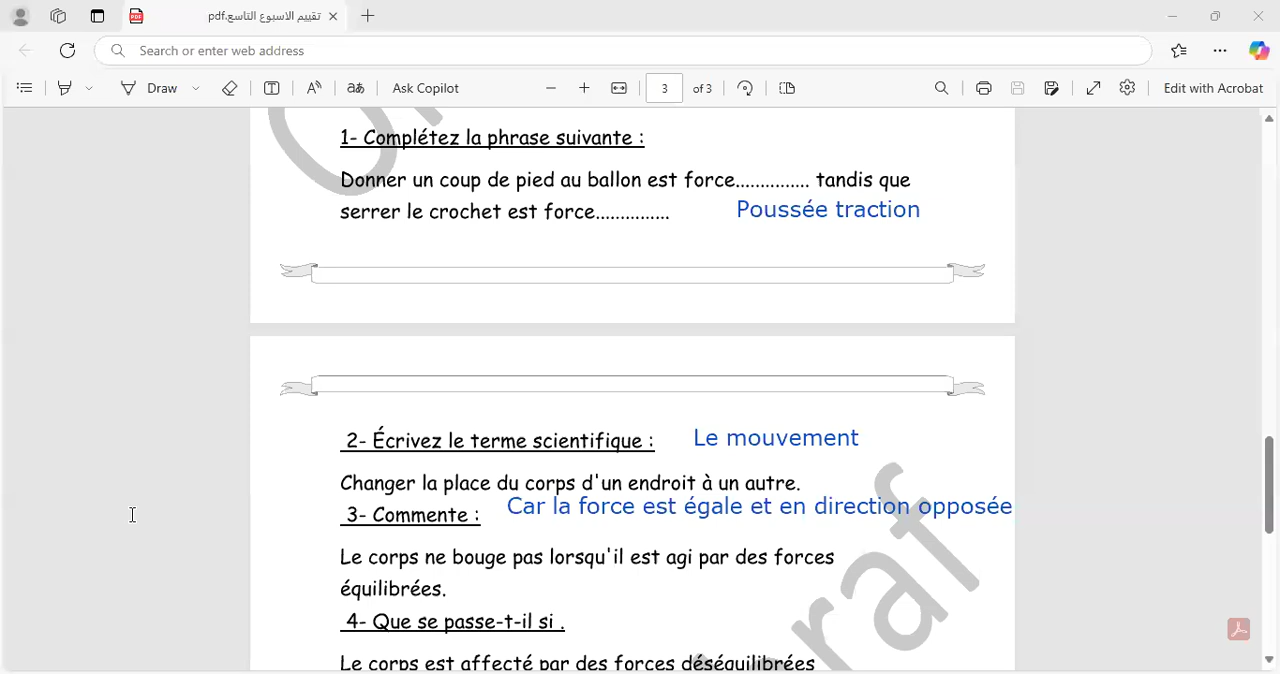 تقييم الاسبوع التاسع.pdf
Search or enter web address
Draw
Ask Copilot
3 of 3
Edit with Acrobat
1- Complétez la phrase suivante :
Donner un coup de pied au ballon est force............... tandis que
serrer le crochet est force...............
Poussée traction
2- Écrivez le terme scientifique :
Le mouvement
Changer la place du corps d'un endroit à un autre.
Car la force est égale et en direction opposée
3- Commente :
Le corps ne bouge pas lorsqu'il est agi par des forces
équilibrées.
4- Que se passe-t-il si .
Le corps est affecté par des forces déséquilibrées